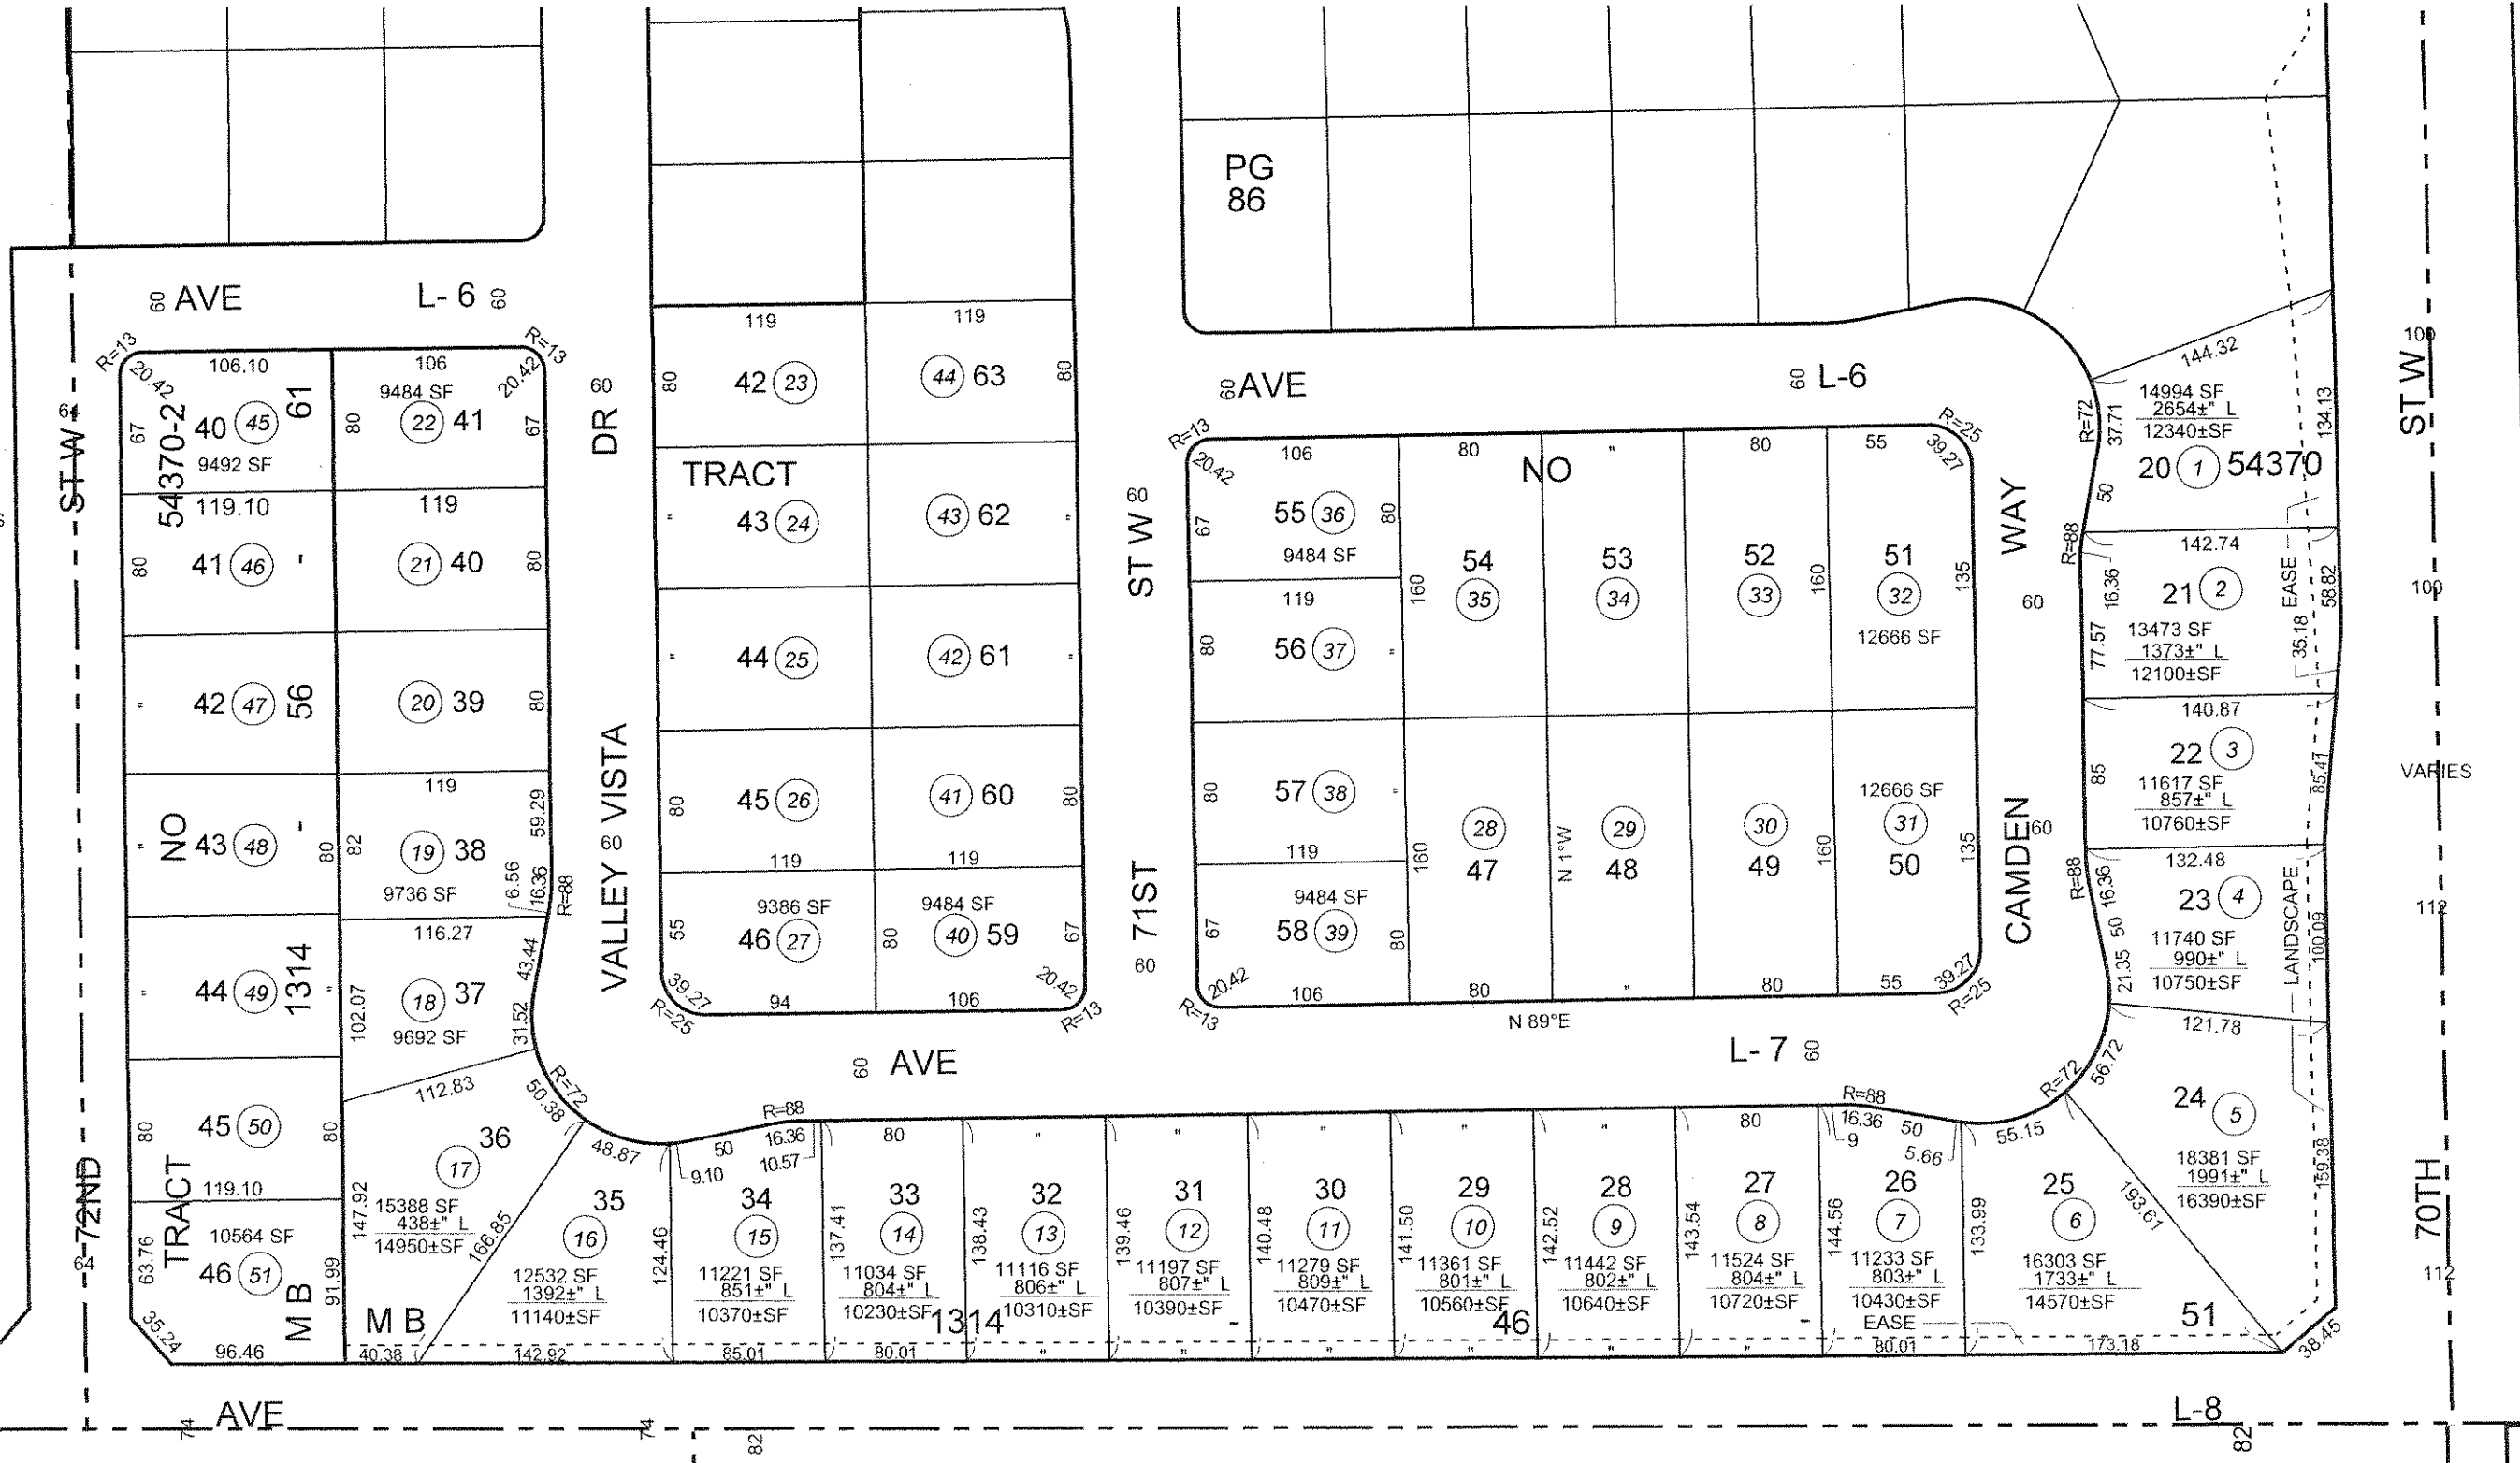 PG
86
60 AVE L- 6 60
R=13
20.42
106.10
106
R=13
20.42
67
54370-2
40 45 61
9492 SF
80
9484 SF
22 41
67
119.10
119
80
41 46 '
21 40
80
"
42 47 56
20 39
80
119
"
NO
43 48 -
80
82
19 38
9736 SF
59.29
6.56
16.36
R=88
116.27
"
44 49 1314 "
102.07
18 37
9692 SF
43.44
31.52
112.83
80
45 50
80
TRACT
119.10
10564 SF
63.76
46 51
91.99
M B
35.24
96.46
R=72
50.38
36
17
147.92
15388 SF
438±" L
14950±SF
166.85
M B
40.38
48.87
35
16
12532 SF
1392±" L
11140±SF
142.92
124.46
9.10
50
R=88
16.36
10.57
34
15
11221 SF
851±" L
10370±SF
85.01
137.41
80
33
14
11034 SF
804±" L
10230±SF
80.01
1314
138.43
"
32
13
11116 SF
806±" L
10310±SF
"
139.46
"
31
12
11197 SF
807±" L
10390±SF
-
"
140.48
"
30
11
11279 SF
809±" L
10470±SF
"
141.50
"
29
10
11361 SF
801±" L
10560±SF
46
"
142.52
"
28
9
11442 SF
802±" L
10640±SF
"
143.54
80
27
8
11524 SF
804±" L
10720±SF
-
"
144.56
R=88
16.36
9
50
5.66
26
7
11233 SF
803±" L
10430±SF
EASE
80.01
133.99
55.15
25
6
16303 SF
1733±" L
14570±SF
51
173.18
193.61
38.45
R=72
56.72
24
5
18381 SF
1991±" L
16390±SF
159.38
121.78
LANDSCAPE
R=88
16.36
50
21.35
132.48
23 4
11740 SF
990±" L
10750±SF
100.09
140.87
22 3
85
11617 SF
857±" L
10760±SF
85.41
142.74
R=88
16.36
77.57
21 2
13473 SF
1373±" L
12100±SF
35.18 EASE
58.82
144.32
R=72
37.71
50
14994 SF
2654±" L
12340±SF
20 1 54370
134.13
119
119
80
42 23
44 63
80
TRACT
"
43 24
43 62
"
"
44 25
42 61
"
80
45 26
41 60
80
119
119
9386 SF
55
46 27
80
9484 SF
40 59
67
39.27
R=25
94
106
20.42
R=13
60 AVE L-6 60
R=13
20.42
106
80
NO
"
80
55
R=25
39.27
67
55 36
9484 SF
80
119
80
56 37
"
80
57 38
"
119
9484 SF
67
58 39
80
20.42
R=13
106
80
"
80
55
39.27
R=25
160
54
35
53
34
52
33
160
51
32
12666 SF
135
160
28
47
N 1°W
29
48
30
49
160
12666 SF
31
50
135
N 89°E
60 AVE L- 7 60
60
DR
VALLEY 60 VISTA
60
ST W
71ST
60
WAY
60
CAMDEN 60
64
ST W
72ND
64
100
ST W
100
VARIES
112
70TH
112
AVE L-8
74
74
82
82